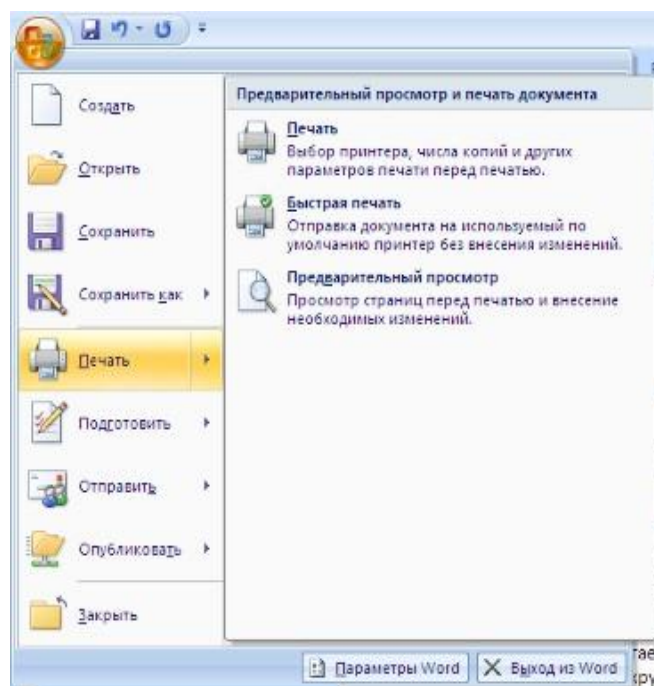 Создать
Открыть
Сохранить
Сохранить как
Печать
Подготовить
Отправить
Опубликовать
Закрыть
Предварительный просмотр и печать документа
Печать
Выбор принтера, числа копий и других
параметров печати перед печатью.
Быстрая печать
Отправка документа на используемый по
умолчанию принтер без внесения изменений.
Предварительный просмотр
Просмотр страниц перед печатью и внесение
необходимых изменений.
Параметры Word
Выход из Word